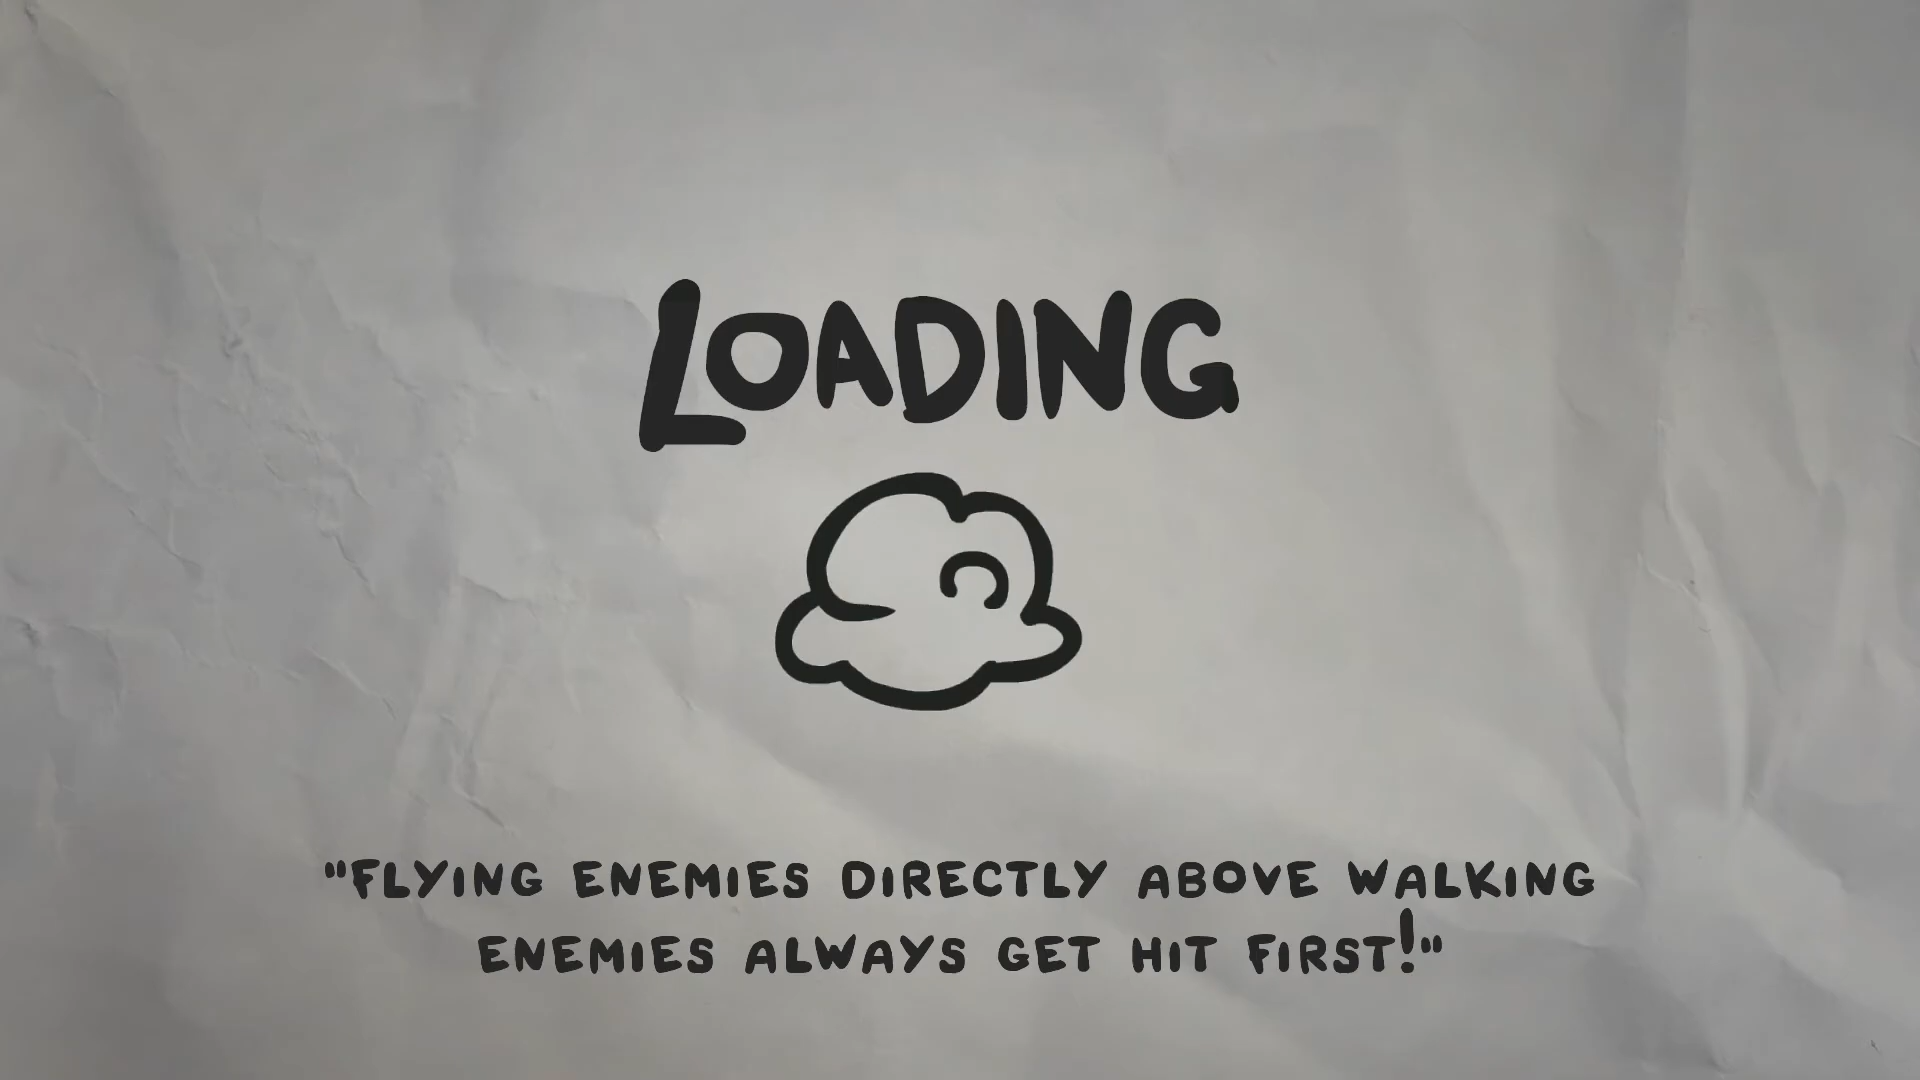 LOADING
"FLYING ENEMIES DIRECTLY ABOVE WALKING
ENEMIES ALWAYS GET HIT FIRST!"